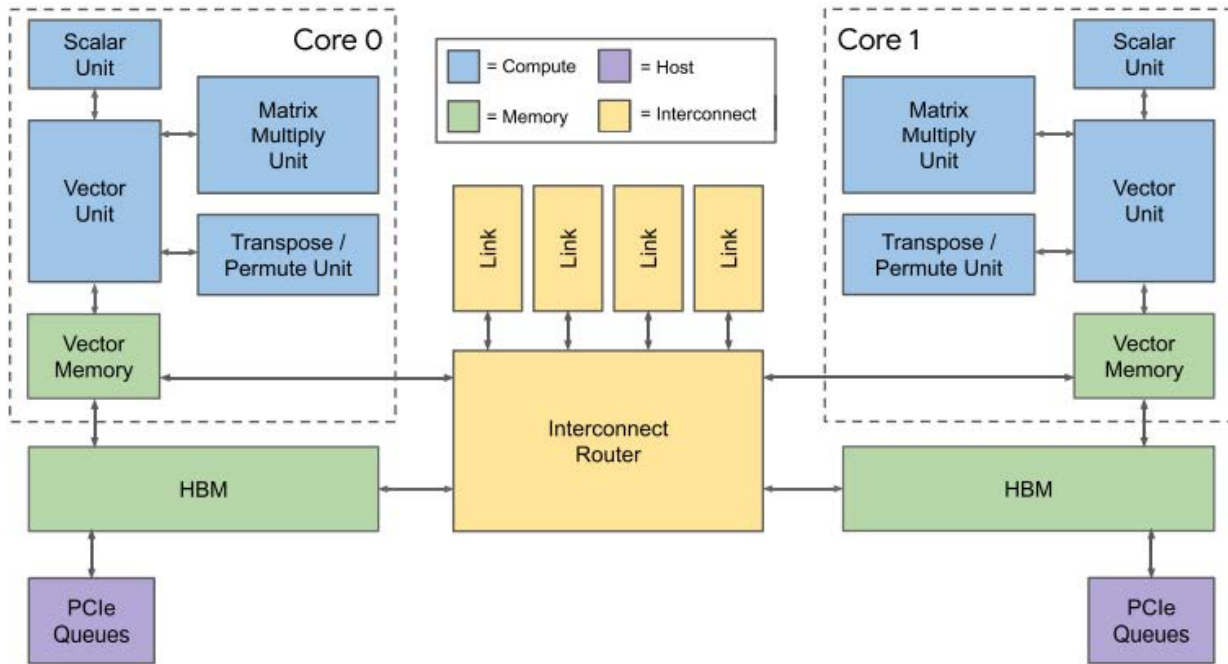 Core 0
Scalar
Unit
Matrix
Multiply
Unit
Vector
Unit
Transpose /
Permute Unit
Vector
Memory
HBM
PCIe
Queues
= Compute
= Host
= Memory
= Interconnect
Link
Link
Link
Link
Interconnect
Router
Core 1
Scalar
Unit
Matrix
Multiply
Unit
Vector
Unit
Transpose /
Permute Unit
Vector
Memory
HBM
PCIe
Queues